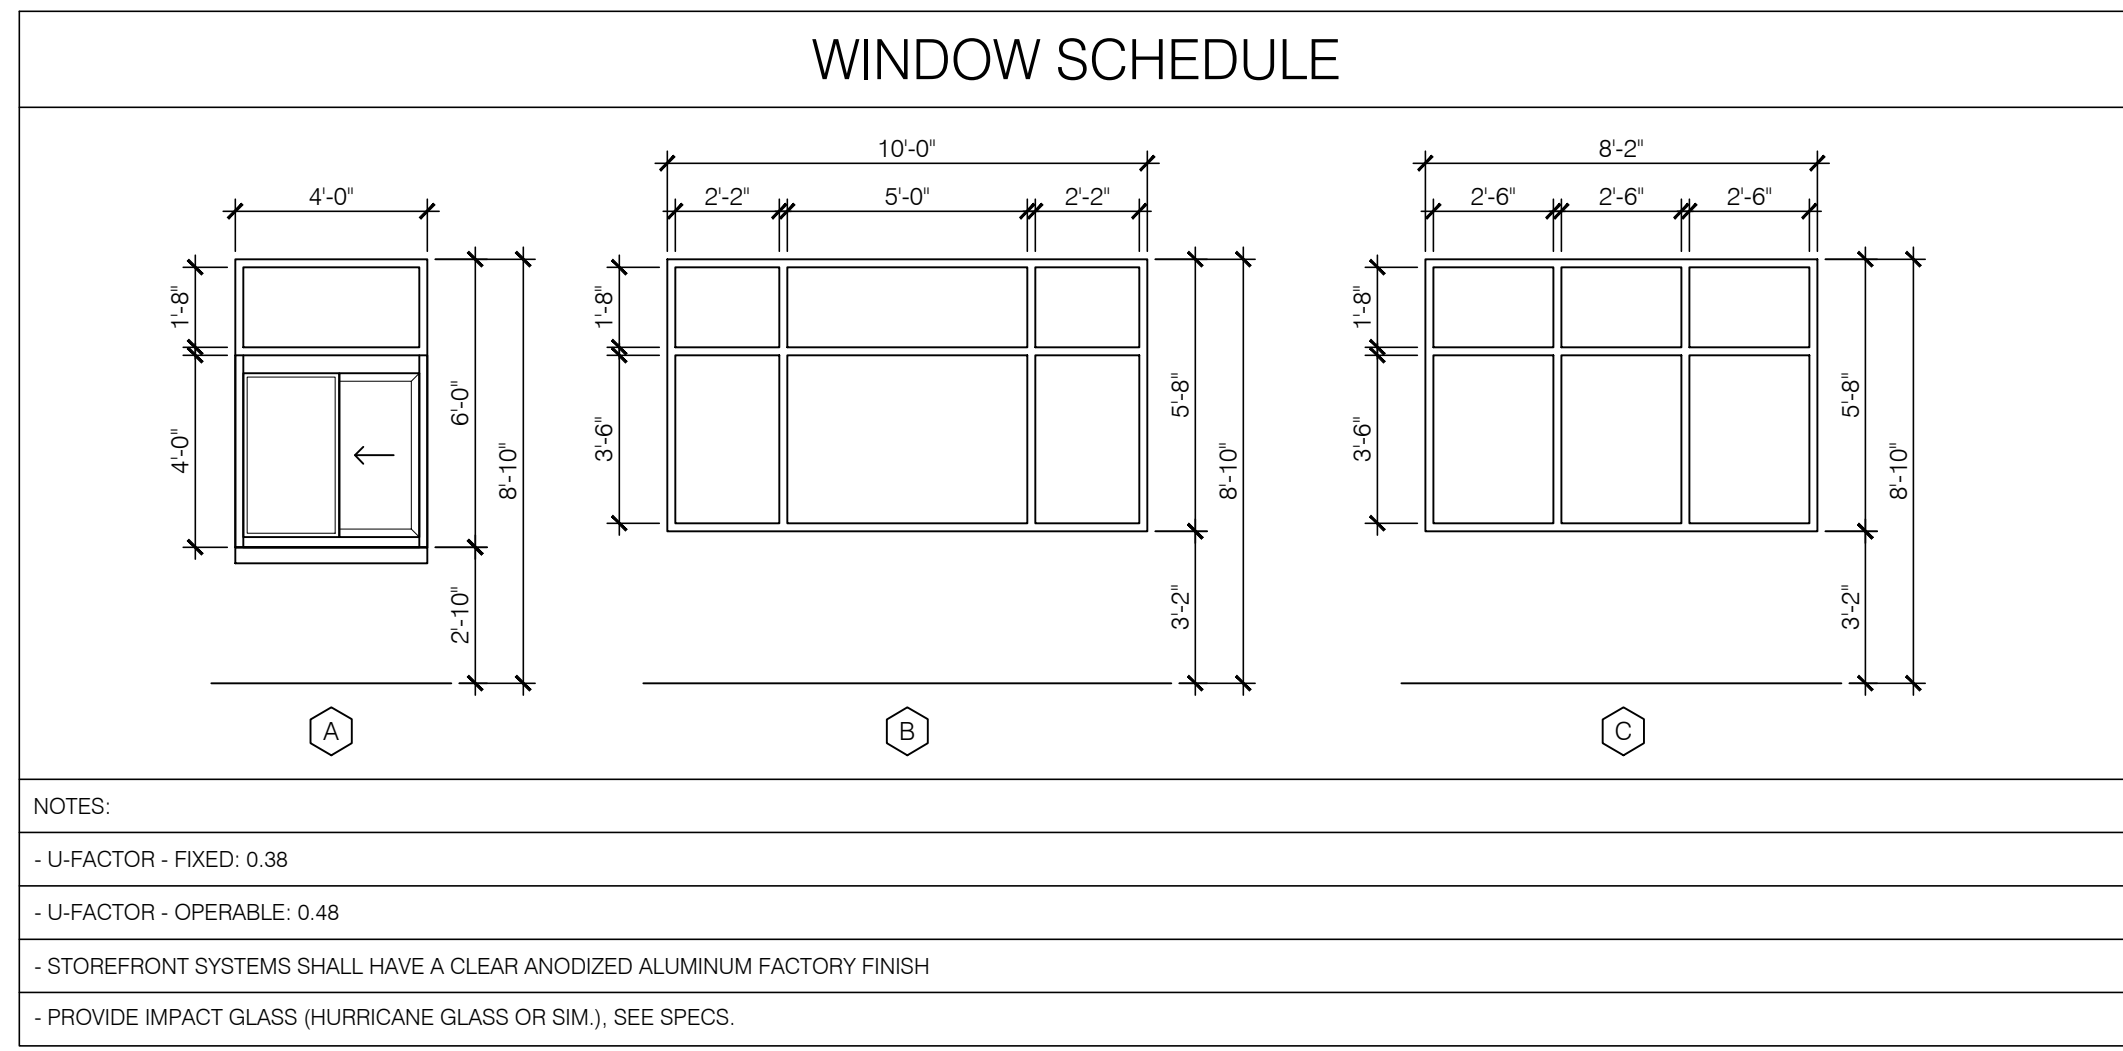 WINDOW SCHEDULE
4'-0"
1'-8"
4'-0"
6'-0"
2'-10"
8'-10"
A
10'-0"
2'-2"
5'-0"
2'-2"
1'-8"
3'-6"
5'-8"
3'-2"
8'-10"
B
8'-2"
2'-6"
2'-6"
2'-6"
1'-8"
3'-6"
5'-8"
3'-2"
8'-10"
C
NOTES:
- U-FACTOR - FIXED: 0.38
- U-FACTOR - OPERABLE: 0.48
- STOREFRONT SYSTEMS SHALL HAVE A CLEAR ANODIZED ALUMINUM FACTORY FINISH
- PROVIDE IMPACT GLASS (HURRICANE GLASS OR SIM.), SEE SPECS.